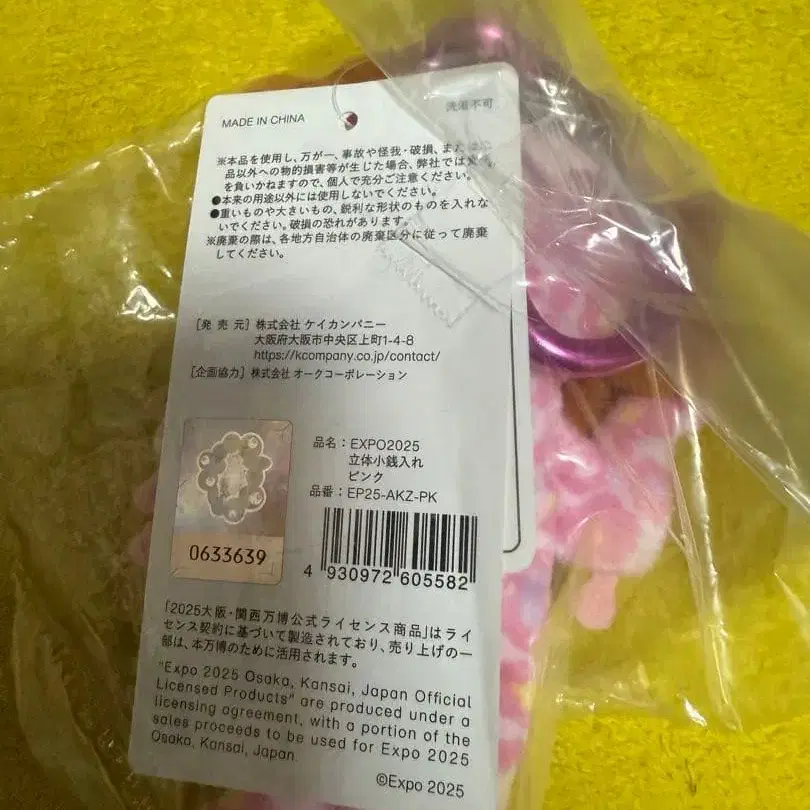 MADE IN CHINA
洗濯不可
※本品を使用し、万が一、事故や怪我・破損、または
品以外への物的損害等が生じた場合、弊社では
を負いかねますので、個人で充分ご注意ください。
●本来の用途以外には使用しないでください。
●重いものや大きいもの、鋭利な形状のものを入れな
いでください。破損の恐れがあります。
※廃棄の際は、各地方自治体の廃棄区分に従って廃棄
してください。
[発 売 元] 株式会社 ケイカンパニー
大阪府大阪市中央区上町1-4-8
https://kcompany.co.jp/contact/
[企画協力] 株式会社 オークコーポレーション
品名：EXPO2025
立体小銭入れ
ピンク
品番：EP25-AKZ-PK
0633639
4 930972 605582
「2025大阪・関西万博公式ライセンス商品」はライ
センス契約に基づいて製造されており、売り上げの一
部は、本万博のために活用されます。
"Expo 2025 Osaka, Kansai, Japan Official
Licensed Products" are produced under a
licensing agreement, with a portion of the
sales proceeds to be used for Expo 2025
Osaka, Kansai, Japan.
©Expo 2025